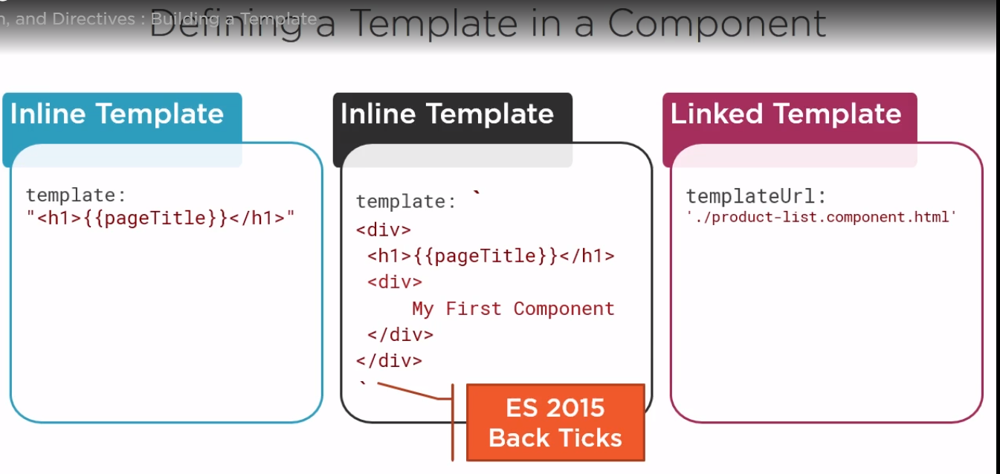 n, and Directives : Building a Template
Defining a Template in a Component
Inline Template
template:
"<h1>{{pageTitle}}</h1>"
Inline Template
template: `
<div>
<h1>{{pageTitle}}</h1>
<div>
My First Component
</div>
</div>
`
ES 2015
Back Ticks
Linked Template
templateUrl:
'./product-list.component.html'